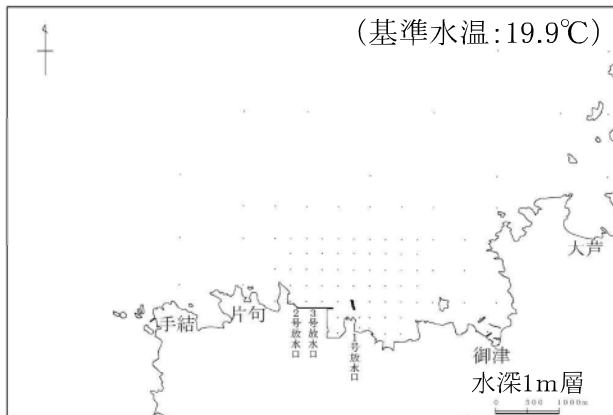 (基準水温:19.9℃)
大芦
手結
片句
2号放水口
3号放水口
1号放水口
御津
水深1m層
0 500 1000m